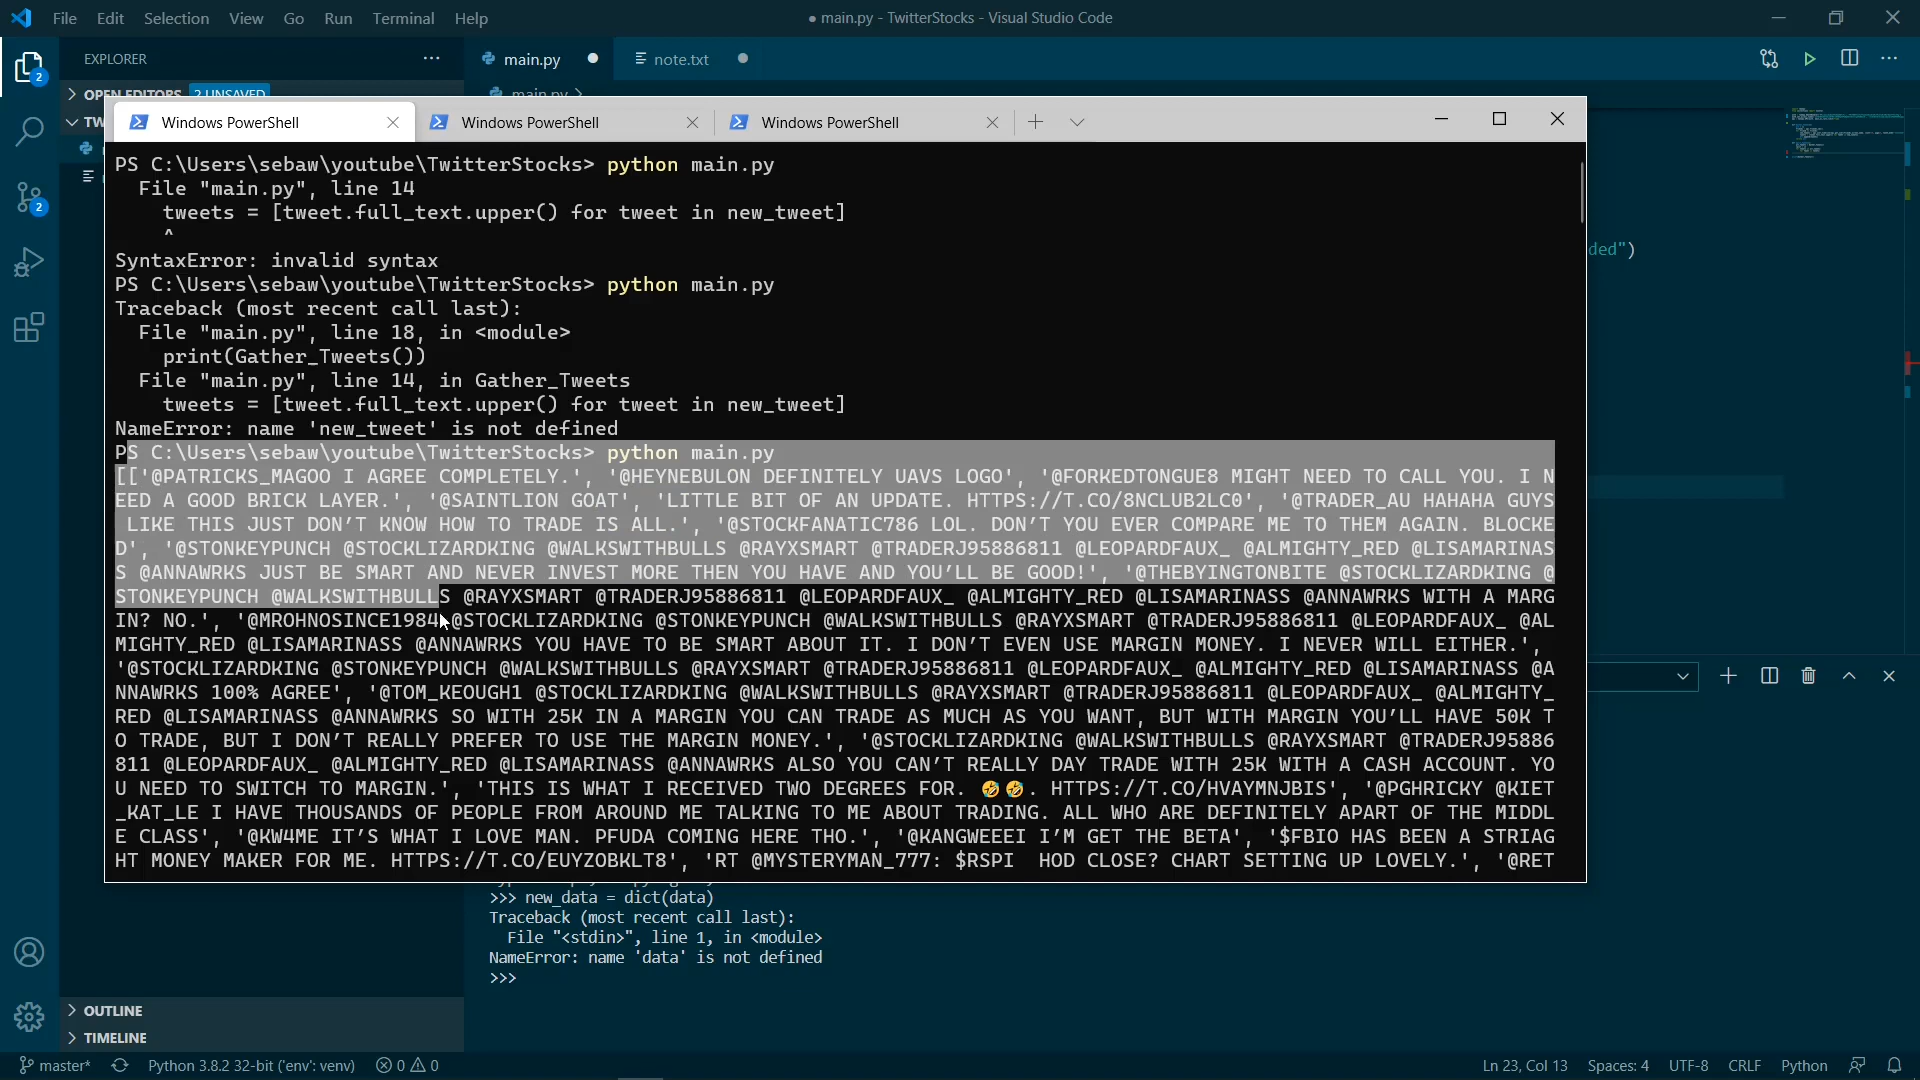 File Edit Selection View Go Run Terminal Help
● main.py - TwitterStocks - Visual Studio Code
EXPLORER
main.py
note.txt
OPEN EDITORS 2 UNSAVED
main.py
TW
Windows PowerShell
Windows PowerShell
Windows PowerShell
PS C:\Users\sebaw\youtube\TwitterStocks> python main.py
File "main.py", line 14
tweets = [tweet.full_text.upper() for tweet in new_tweet]
^
SyntaxError: invalid syntax
PS C:\Users\sebaw\youtube\TwitterStocks> python main.py
Traceback (most recent call last):
File "main.py", line 18, in <module>
print(Gather_Tweets())
File "main.py", line 14, in Gather_Tweets
tweets = [tweet.full_text.upper() for tweet in new_tweet]
NameError: name 'new_tweet' is not defined
PS C:\Users\sebaw\youtube\TwitterStocks> python main.py
[['@PATRICKS_MAGOO I AGREE COMPLETELY.', '@HEYNEBULON DEFINITELY UAVS LOGO', '@FORKEDTONGUE8 MIGHT NEED TO CALL YOU. I N
EED A GOOD BRICK LAYER.', '@SAINTLION GOAT', 'LITTLE BIT OF AN UPDATE. HTTPS://T.CO/8NCLUB2LC0', '@TRADER_AU HAHAHA GUYS
LIKE THIS JUST DON’T KNOW HOW TO TRADE IS ALL.', '@STOCKFANATIC786 LOL. DON’T YOU EVER COMPARE ME TO THEM AGAIN. BLOCKE
D', '@STONKEYPUNCH @STOCKLIZARDKING @WALKSWITHBULLS @RAYXSMART @TRADERJ95886811 @LEOPARDFAUX_ @ALMIGHTY_RED @LISAMARINAS
S @ANNAWRKS JUST BE SMART AND NEVER INVEST MORE THEN YOU HAVE AND YOU’LL BE GOOD!', '@THEBYINGTONBITE @STOCKLIZARDKING @
STONKEYPUNCH @WALKSWITHBULLS @RAYXSMART @TRADERJ95886811 @LEOPARDFAUX_ @ALMIGHTY_RED @LISAMARINASS @ANNAWRKS WITH A MARG
IN? NO.', '@MROHNOSINCE1984 @STOCKLIZARDKING @STONKEYPUNCH @WALKSWITHBULLS @RAYXSMART @TRADERJ95886811 @LEOPARDFAUX_ @AL
MIGHTY_RED @LISAMARINASS @ANNAWRKS YOU HAVE TO BE SMART ABOUT IT. I DON’T EVEN USE MARGIN MONEY. I NEVER WILL EITHER.',
'@STOCKLIZARDKING @STONKEYPUNCH @WALKSWITHBULLS @RAYXSMART @TRADERJ95886811 @LEOPARDFAUX_ @ALMIGHTY_RED @LISAMARINASS @A
NNAWRKS 100% AGREE', '@TOM_KEOUGH1 @STOCKLIZARDKING @WALKSWITHBULLS @RAYXSMART @TRADERJ95886811 @LEOPARDFAUX_ @ALMIGHTY_
RED @LISAMARINASS @ANNAWRKS SO WITH 25K IN A MARGIN YOU CAN TRADE AS MUCH AS YOU WANT, BUT WITH MARGIN YOU’LL HAVE 50K T
O TRADE, BUT I DON’T REALLY PREFER TO USE THE MARGIN MONEY.', '@STOCKLIZARDKING @WALKSWITHBULLS @RAYXSMART @TRADERJ95886
811 @LEOPARDFAUX_ @ALMIGHTY_RED @LISAMARINASS @ANNAWRKS ALSO YOU CAN’T REALLY DAY TRADE WITH 25K WITH A CASH ACCOUNT. YO
U NEED TO SWITCH TO MARGIN.', 'THIS IS WHAT I RECEIVED TWO DEGREES FOR. 🤣🤣. HTTPS://T.CO/HVAYMNJBIS', '@PGHRICKY @KIET
_KAT_LE I HAVE THOUSANDS OF PEOPLE FROM AROUND ME TALKING TO ME ABOUT TRADING. ALL WHO ARE DEFINITELY APART OF THE MIDDL
E CLASS', '@KW4ME IT’S WHAT I LOVE MAN. PFUDA COMING HERE THO.', '@KANGWEEEI I’M GET THE BETA', '$FBIO HAS BEEN A STRIAG
HT MONEY MAKER FOR ME. HTTPS://T.CO/EUYZOBKLT8', 'RT @MYSTERYMAN_777: $RSPI  HOD CLOSE? CHART SETTING UP LOVELY.', '@RET
ded")
>>> new_data = dict(data)
Traceback (most recent call last):
File "<stdin>", line 1, in <module>
NameError: name 'data' is not defined
>>>
OUTLINE
TIMELINE
2
2
master* Python 3.8.2 32-bit ('env': venv) 0 0
Ln 23, Col 13 Spaces: 4 UTF-8 CRLF Python